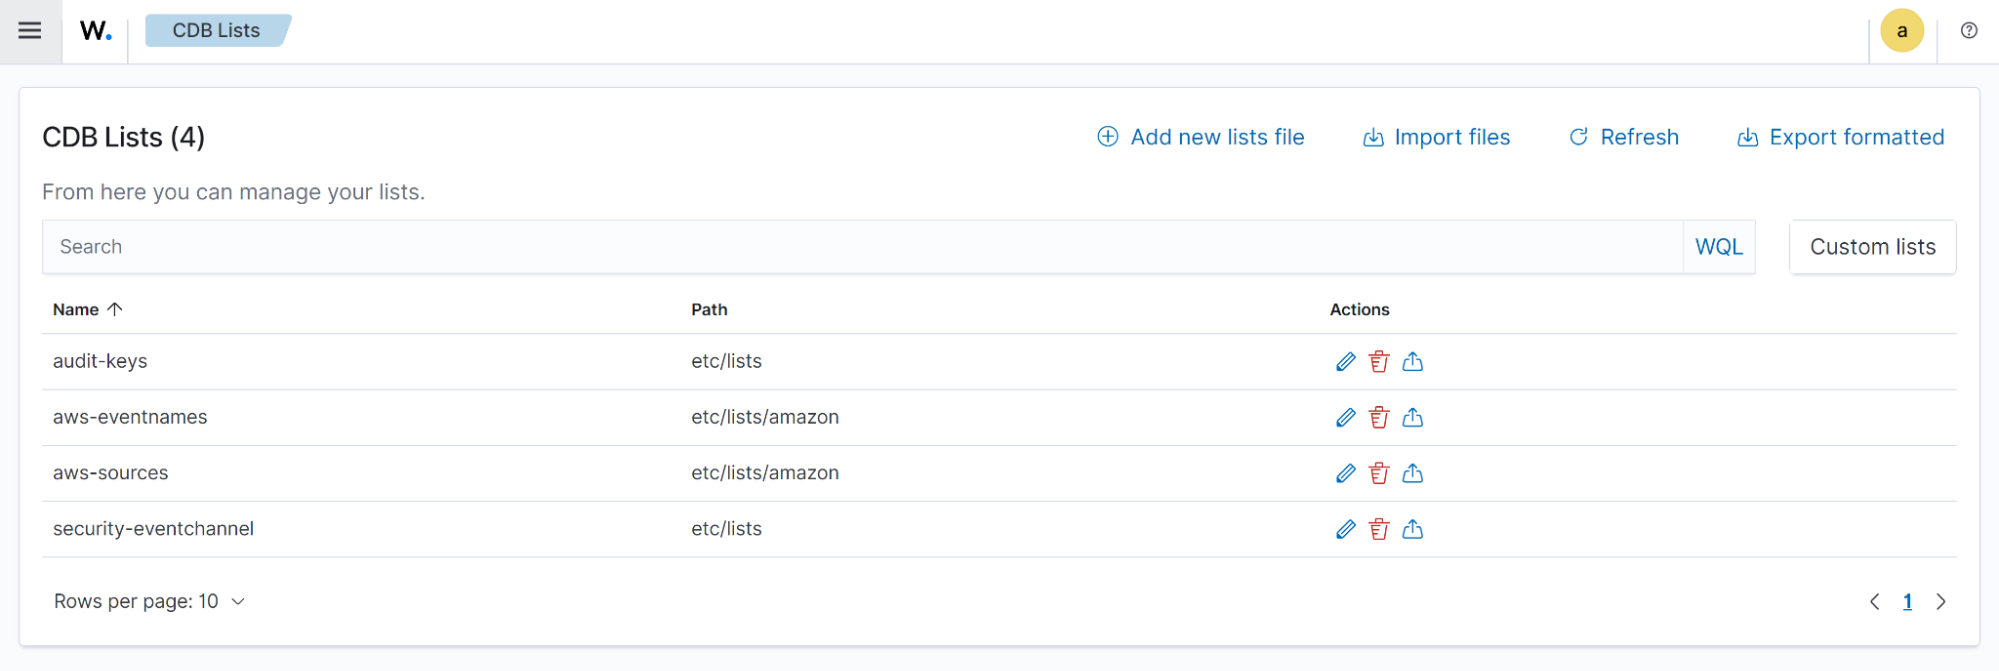 W. CDB Lists a
CDB Lists (4) Add new lists file Import files Refresh Export formatted
From here you can manage your lists.
Search WQL Custom lists
Name Path Actions
audit-keys etc/lists
aws-eventnames etc/lists/amazon
aws-sources etc/lists/amazon
security-eventchannel etc/lists
Rows per page: 10 1